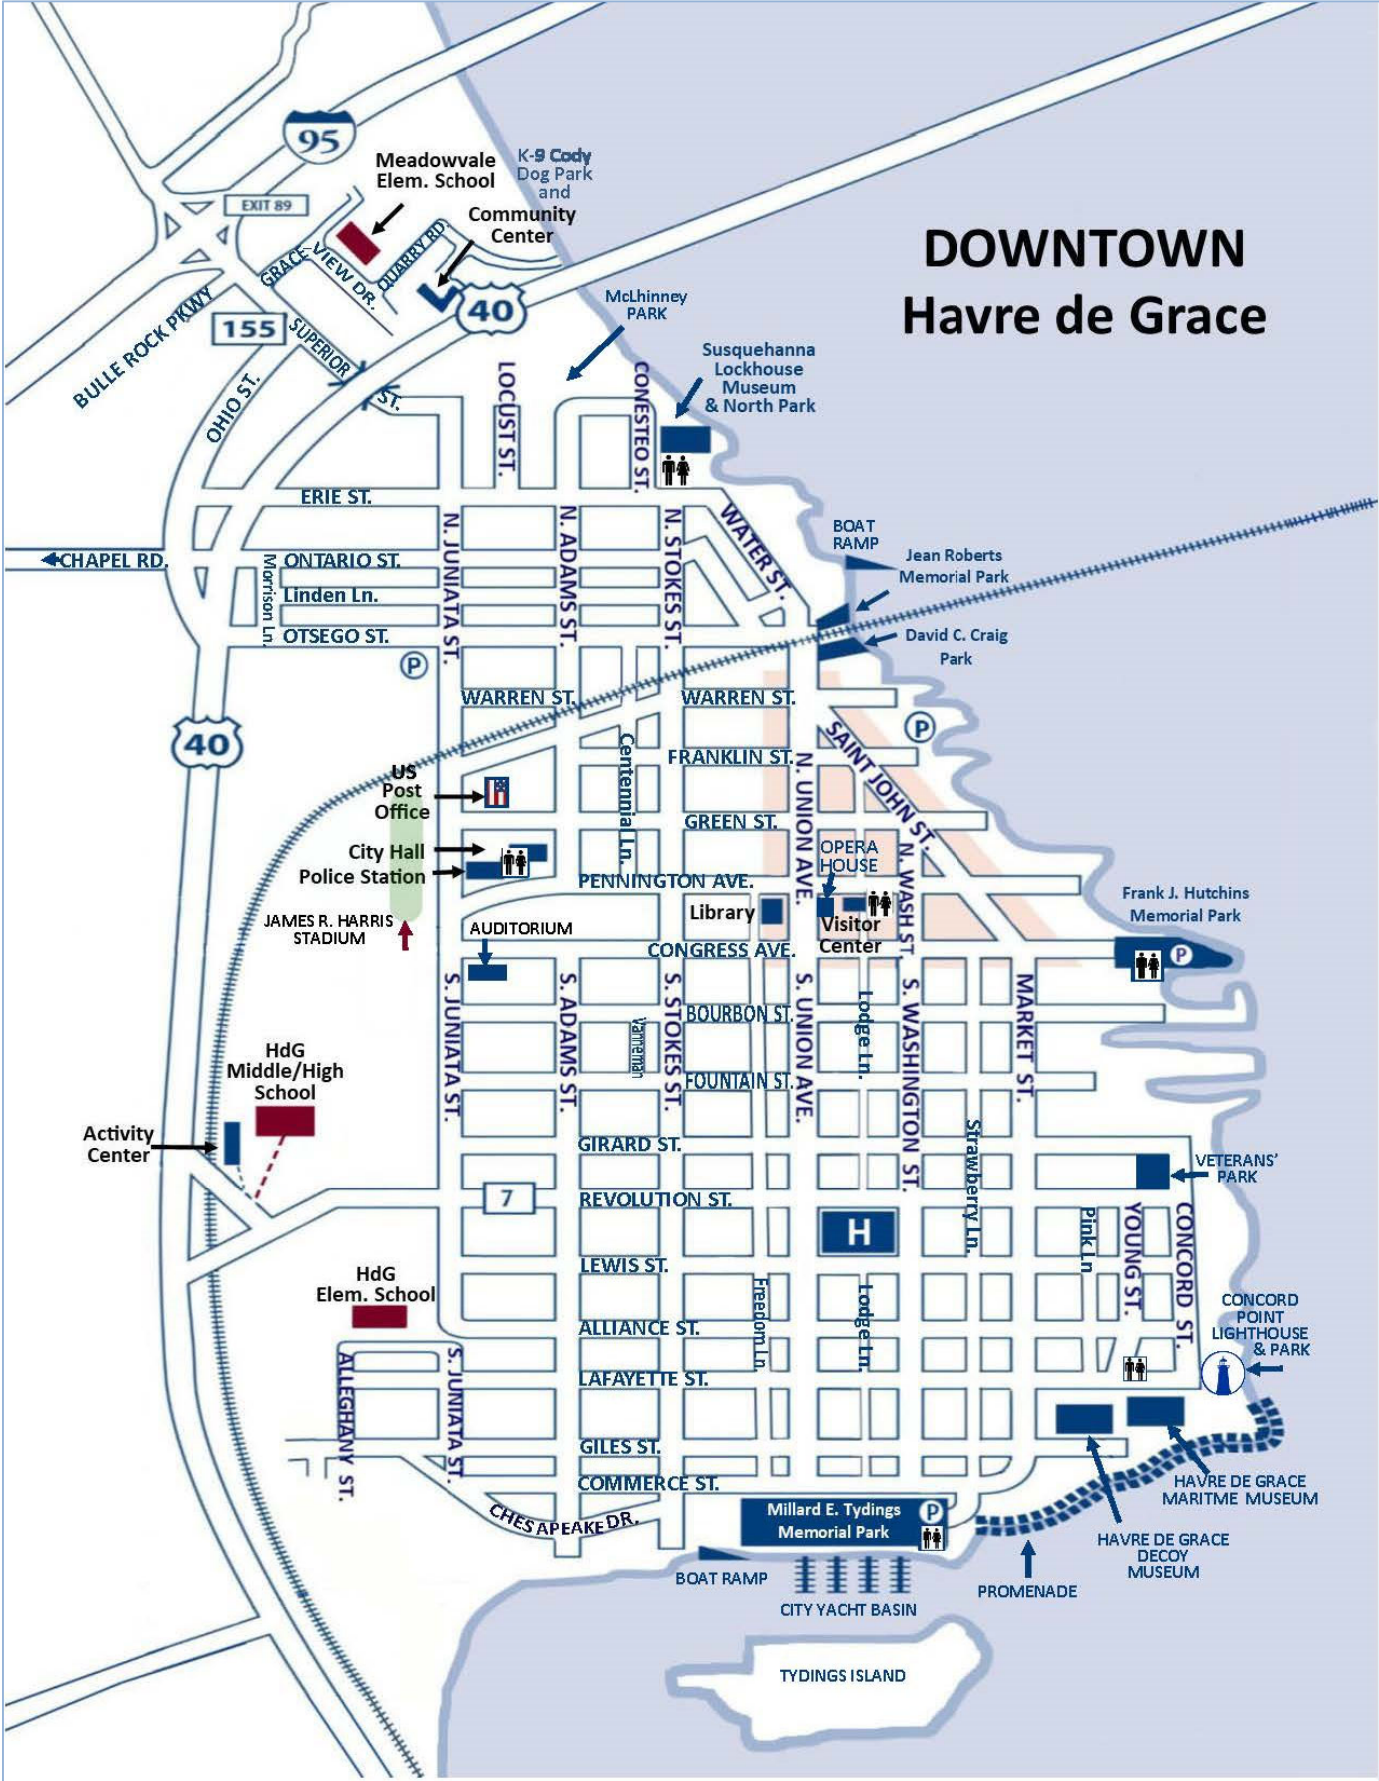 95
Meadowvale
Elem. School
K-9 Cody
Dog Park
and
Community
Center
EXIT 89
GRACE-VIEW DR.
QUARRY RD.
DOWNTOWN
Havre de Grace
40
155
BULLE ROCK PKWY
SUPERIOR
ST.
OHIO ST.
McLhinney
PARK
Susquehanna
Lockhouse
Museum
& North Park
LOCUST ST.
CONESTEO ST.
ERIE ST.
N. JUNIATA ST.
N. ADAMS ST.
N. STOKES ST.
WATER ST.
BOAT
RAMP
Jean Roberts
Memorial Park
CHAPEL RD.
Morrison Ln.
ONTARIO ST.
Linden Ln.
OTSEGO ST.
David C. Craig
Park
P
WARREN ST.
WARREN ST.
40
P
SAINT JOHN ST.
Centennial Ln.
FRANKLIN ST.
N. UNION AVE.
US
Post
Office
GREEN ST.
City Hall
Police Station
OPERA
HOUSE
N. WASH ST.
PENNINGTON AVE.
Library
Visitor
Center
Frank J. Hutchins
Memorial Park
P
JAMES R. HARRIS
STADIUM
AUDITORIUM
CONGRESS AVE.
S. JUNIATA ST.
S. ADAMS ST.
S. STOKES ST.
S. UNION AVE.
Lodge Ln.
S. WASHINGTON ST.
MARKET ST.
BOURBON ST.
Vanneman
HdG
Middle/High
School
FOUNTAIN ST.
Activity
Center
GIRARD ST.
Strawberry Ln.
VETERANS'
PARK
7
REVOLUTION ST.
H
Pink Ln
YOUNG ST.
CONCORD ST.
LEWIS ST.
HdG
Elem. School
Freedom Ln.
Lodge Ln.
CONCORD
POINT
LIGHTHOUSE
& PARK
ALLIANCE ST.
ALLEGHANY ST.
S. JUNIATA ST.
LAFAYETTE ST.
GILES ST.
COMMERCE ST.
HAVRE DE GRACE
MARITME MUSEUM
CHESAPEAKE DR.
Millard E. Tydings
Memorial Park
P
HAVRE DE GRACE
DECOY
MUSEUM
BOAT RAMP
PROMENADE
CITY YACHT BASIN
TYDINGS ISLAND